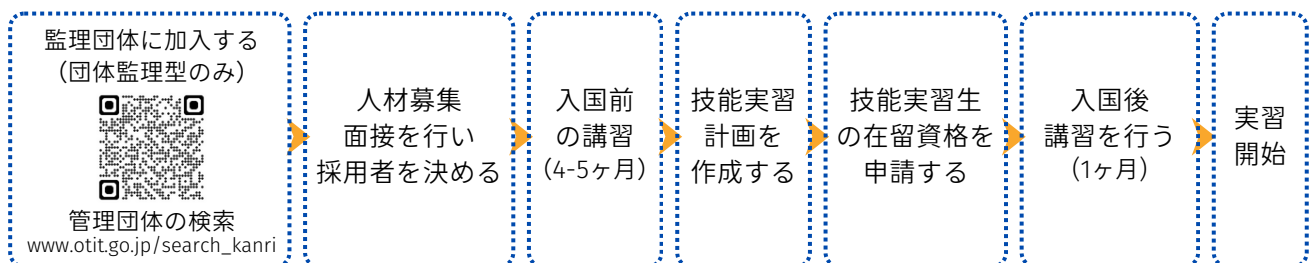 監理団体に加入する
（団体監理型のみ）
管理団体の検索
www.otit.go.jp/search_kanri
人材募集
面接を行い
採用者を決める
入国前
の講習
(4-5ヶ月)
技能実習
計画を
作成する
技能実習生
の在留資格を
申請する
入国後
講習を行う
(1ヶ月)
実習
開始